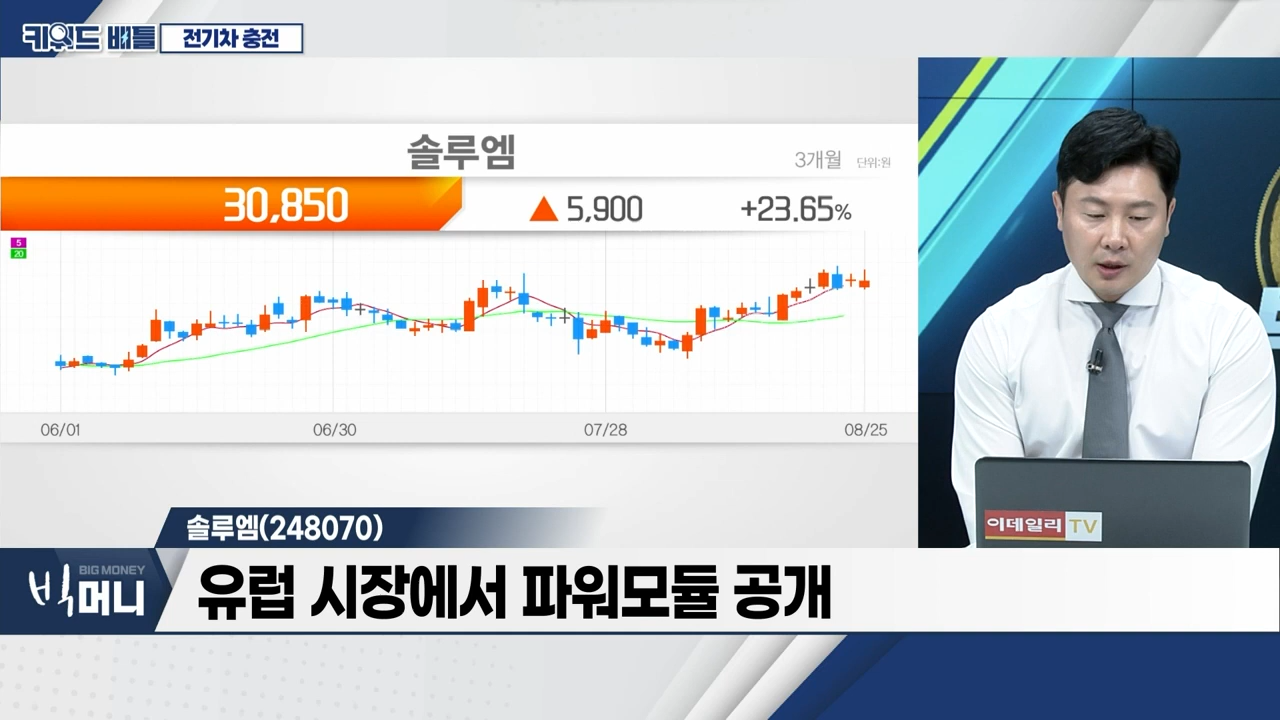 키워드 배틀 전기차 충전
솔루엠
3개월 단위:원
30,850 ▲ 5,900 +23.65%
5
20
06/01 06/30 07/28 08/25
이데일리 TV
솔루엠(248070)
BIG MONEY
빅머니
유럽 시장에서 파워모듈 공개